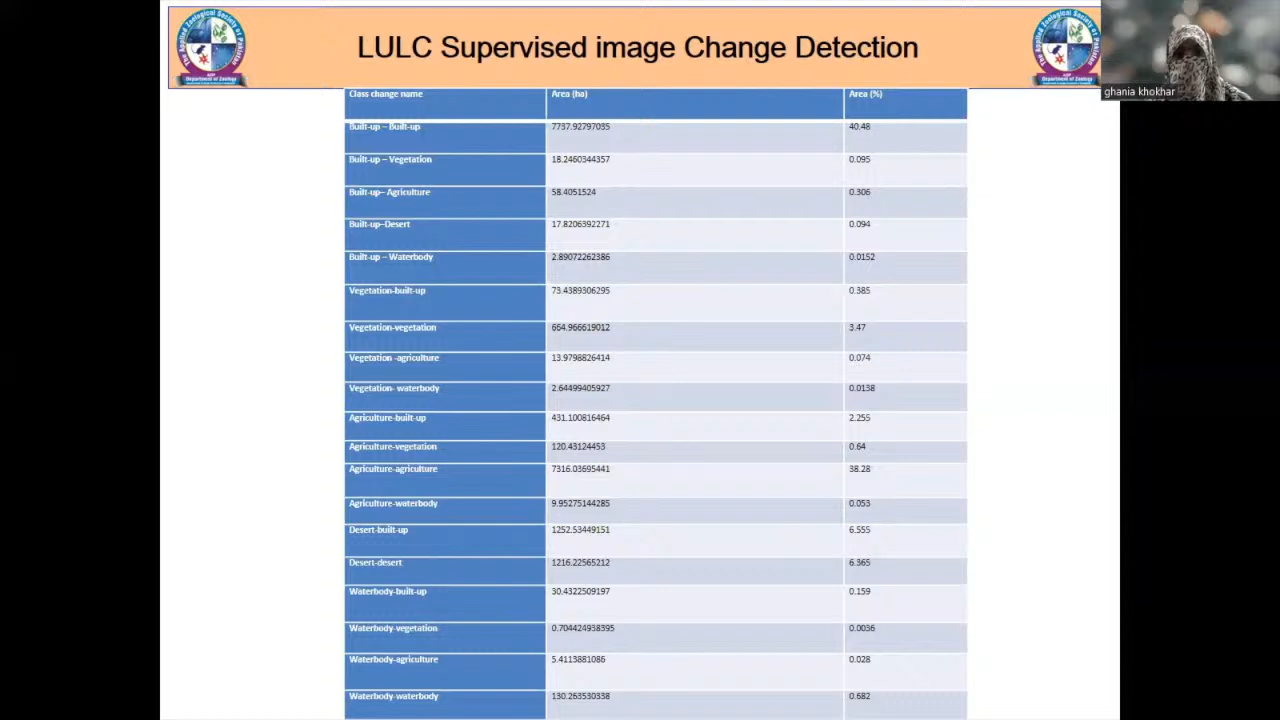 LULC Supervised image Change Detection
ghania khokhar
Class change name Area (ha) Area (%)
Built-up – Built-up 7737.92797035 40.48
Built-up – Vegetation 18.2460344357 0.095
Built-up– Agriculture 58.4051524 0.306
Built-up–Desert 17.8206392271 0.094
Built-up – Waterbody 2.89072262386 0.0152
Vegetation-built-up 73.4389306295 0.385
Vegetation-vegetation 664.966619012 3.47
Vegetation -agriculture 13.9798826414 0.074
Vegetation- waterbody 2.64499405927 0.0138
Agriculture-built-up 431.100816464 2.255
Agriculture-vegetation 120.43124453 0.64
Agriculture-agriculture 7316.03695441 38.28
Agriculture-waterbody 9.95275144285 0.053
Desert-built-up 1252.53449151 6.555
Desert-desert 1216.22565212 6.365
Waterbody-built-up 30.4322509197 0.159
Waterbody-vegetation 0.704424938395 0.0036
Waterbody-agriculture 5.4113881086 0.028
Waterbody-waterbody 130.263530338 0.682